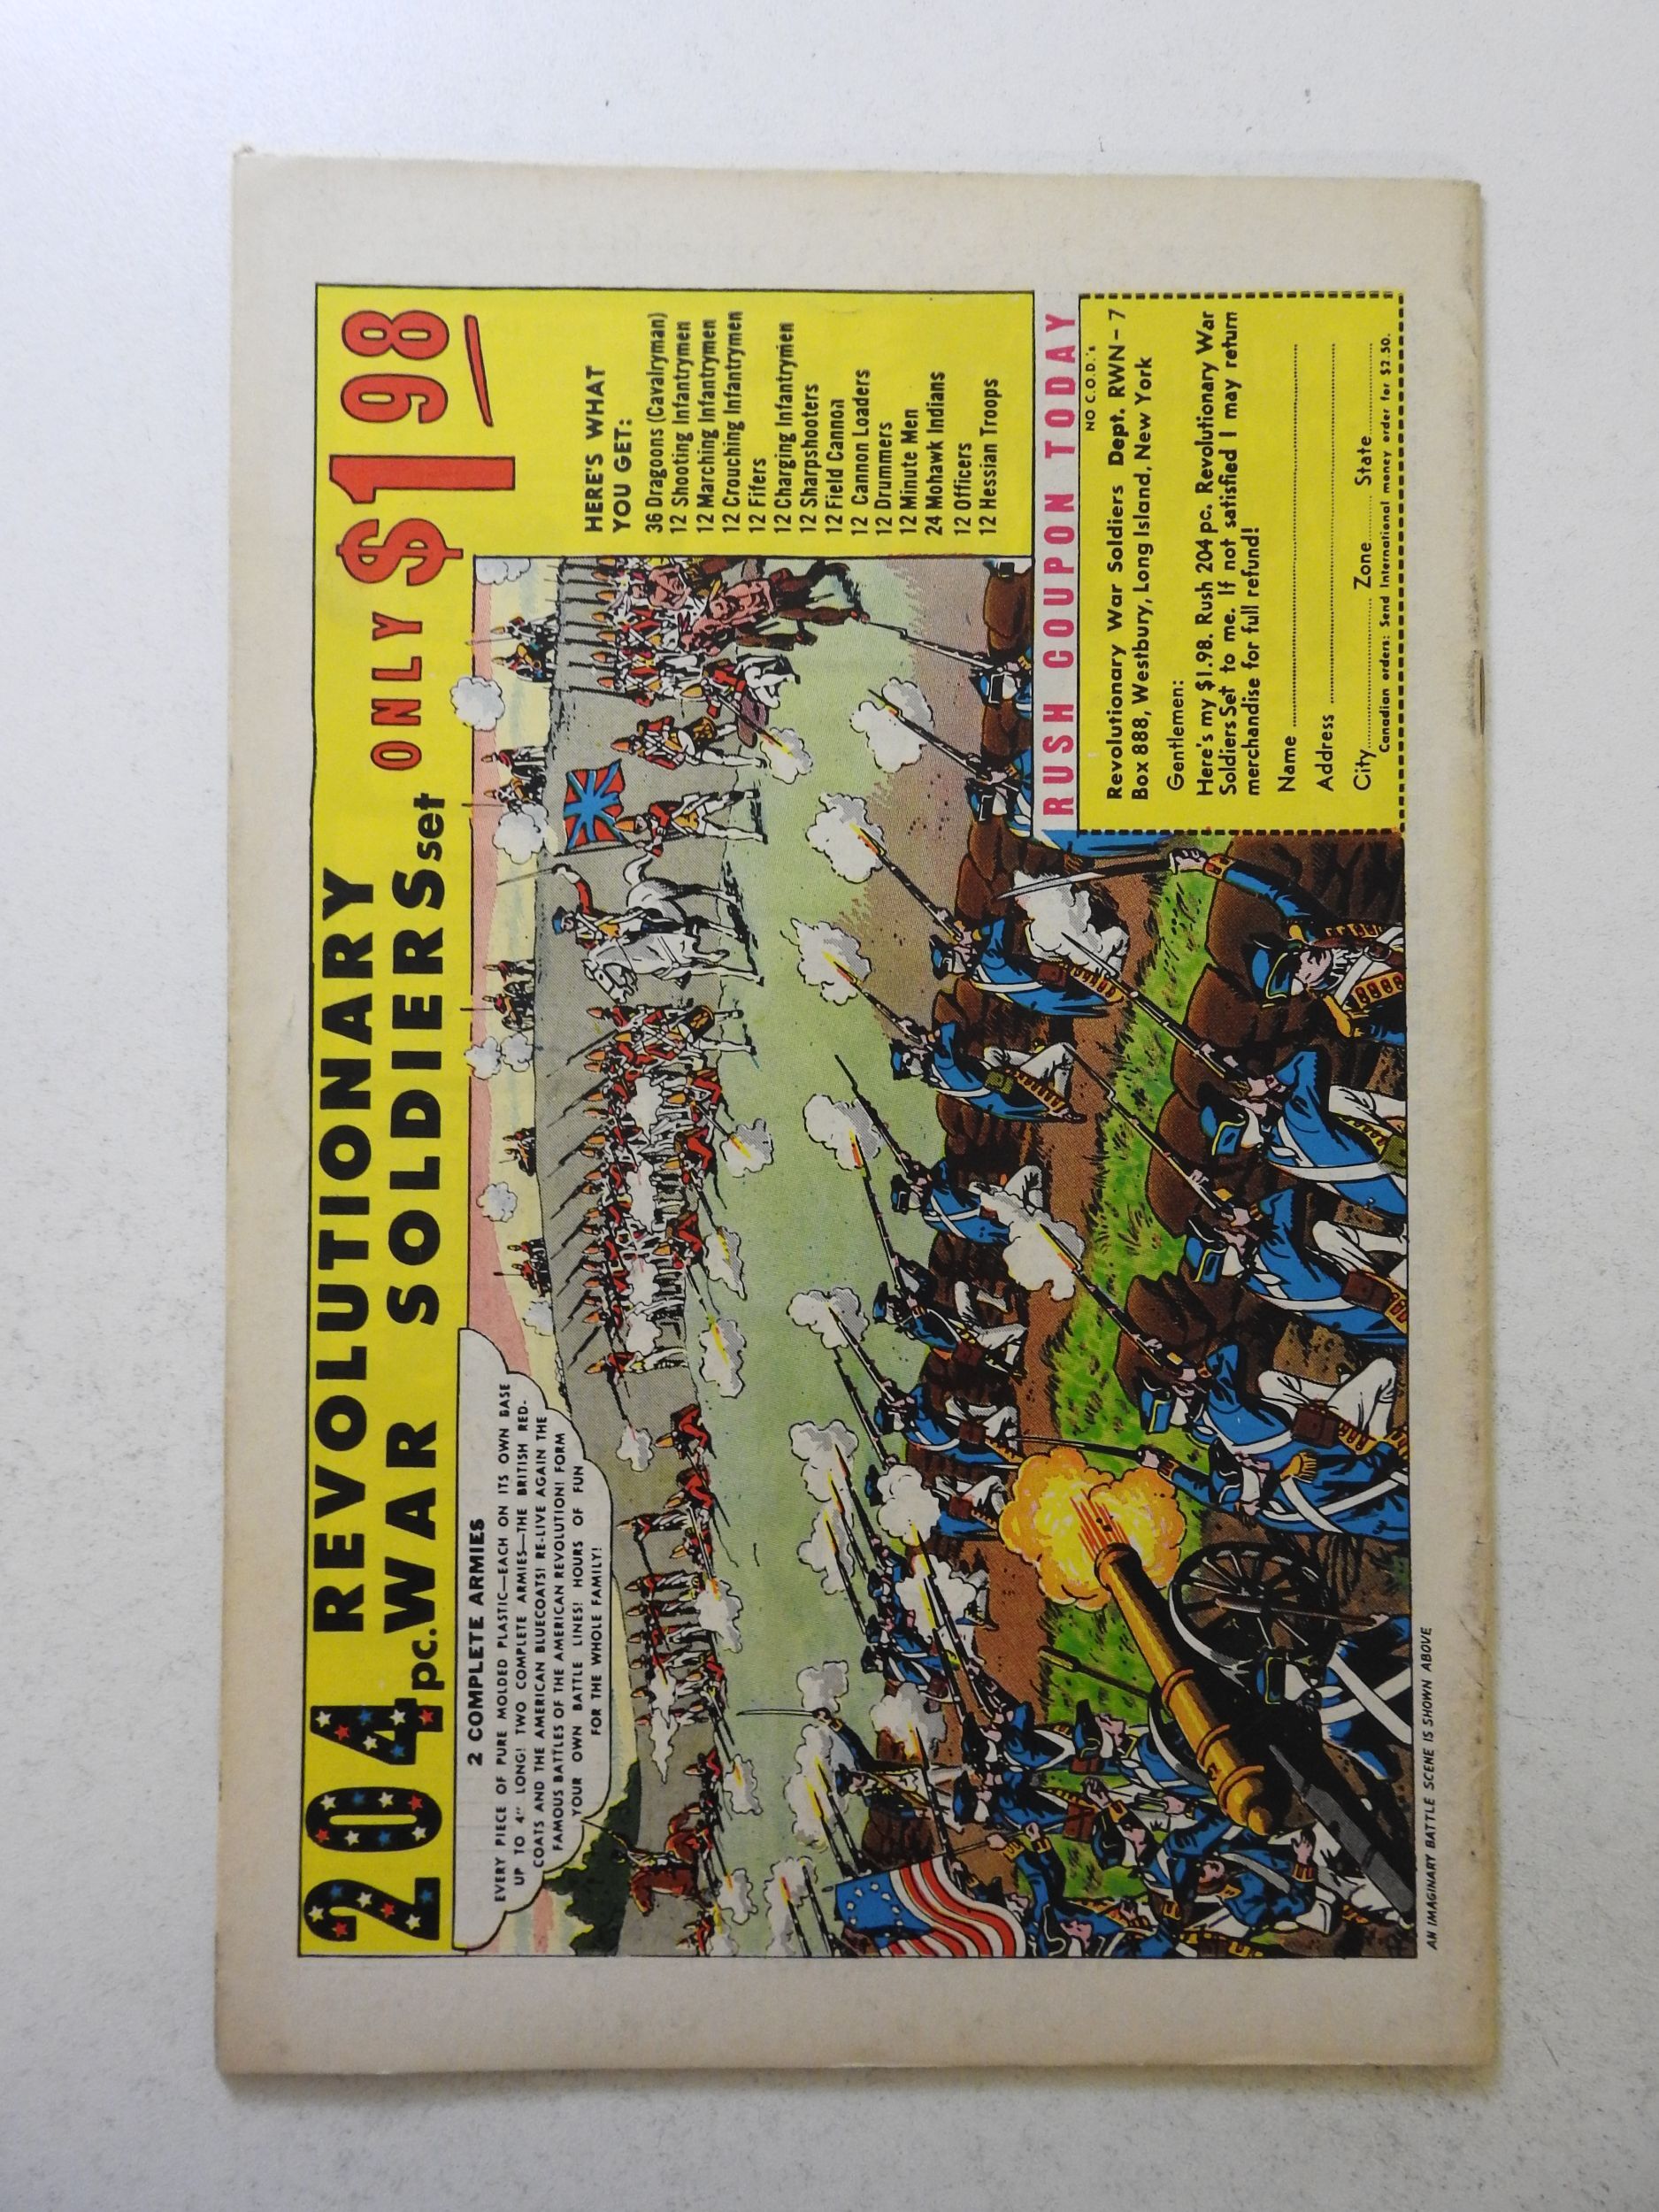 204 REVOLUTIONARY
pc. WAR SOLDIERS set ONLY $1 98
2 COMPLETE ARMIES
EVERY PIECE OF PURE MOLDED PLASTIC—EACH ON ITS OWN BASE
UP TO 4" LONG! TWO COMPLETE ARMIES—THE BRITISH RED-
COATS AND THE AMERICAN BLUECOATS! RE-LIVE AGAIN THE
FAMOUS BATTLES OF THE AMERICAN REVOLUTION! FORM
YOUR OWN BATTLE LINES! HOURS OF FUN
FOR THE WHOLE FAMILY!
HERE'S WHAT
YOU GET:
36 Dragoons (Cavalryman)
12 Shooting Infantrymen
12 Marching Infantrymen
12 Crouching Infantrymen
12 Fifers
12 Charging Infantrymen
12 Sharpshooters
12 Field Cannon
12 Cannon Loaders
12 Drummers
12 Minute Men
24 Mohawk Indians
12 Officers
12 Hessian Troops
RUSH COUPON TODAY
NO C.O.D.'s
Revolutionary War Soldiers Dept. RWN-7
Box 888, Westbury, Long Island, New York
Gentlemen:
Here's my $1.98. Rush 204 pc. Revolutionary War
Soldiers Set to me. If not satisfied I may return
merchandise for full refund!
Name
Address
City Zone State
Canadian orders: Send International money order for $2.50.
AN IMAGINARY BATTLE SCENE IS SHOWN ABOVE